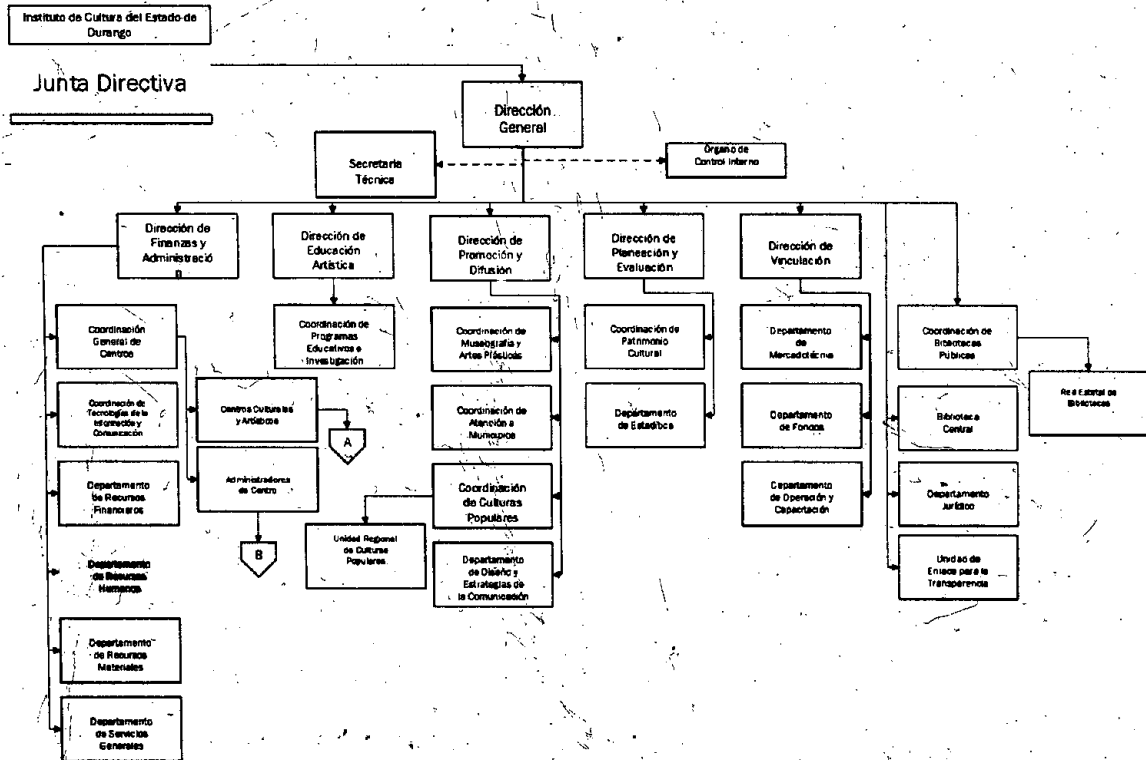 Instituto de Cultura del Estado de
Durango
Junta Directiva
Dirección
General
Secretaria
Técnica
Órgano de
Control Interno
Dirección de
Finanzas y
Administració
n
Dirección de
Educación
Artística
Dirección de
Promoción y
Difusión
Dirección de
Planeación y
Evaluación
Dirección de
Vinculación
Coordinación
General de
Centros
Coordinación de
Programas
Educativos e
Investigación
Coordinación de
Museografía y
Artes Plásticas
Coordinación de
Patrimonio
Cultural
Departamento
de
Mercadotécnia
Coordinación de
Bibliotecas
Públicas
Red Estatal de
Bibliotecas
Coordinación de
Tecnologías de la
Información y
Comunicación
Centros Culturales
y Artísticos
A
Coordinación de
Atención a
Municipios
Departamento
de Estadística
Departamento
de Fondos
Biblioteca
Central
Departamento
de Recursos
Financieros
Administradores
de Centro
B
Coordinación
de Culturas
Populares
Unidad Regional
de Culturas
Populares
Departamento
de Operación y
Capacitación
Departamento
Jurídico
Departamento
de Recursos
Humanos
Departamento
de Diseño y
Estrategias de
la Comunicación
Unidad de
Enlace para la
Transparencia
Departamento
de Recursos
Materiales
Departamento
de Servicios
Generales